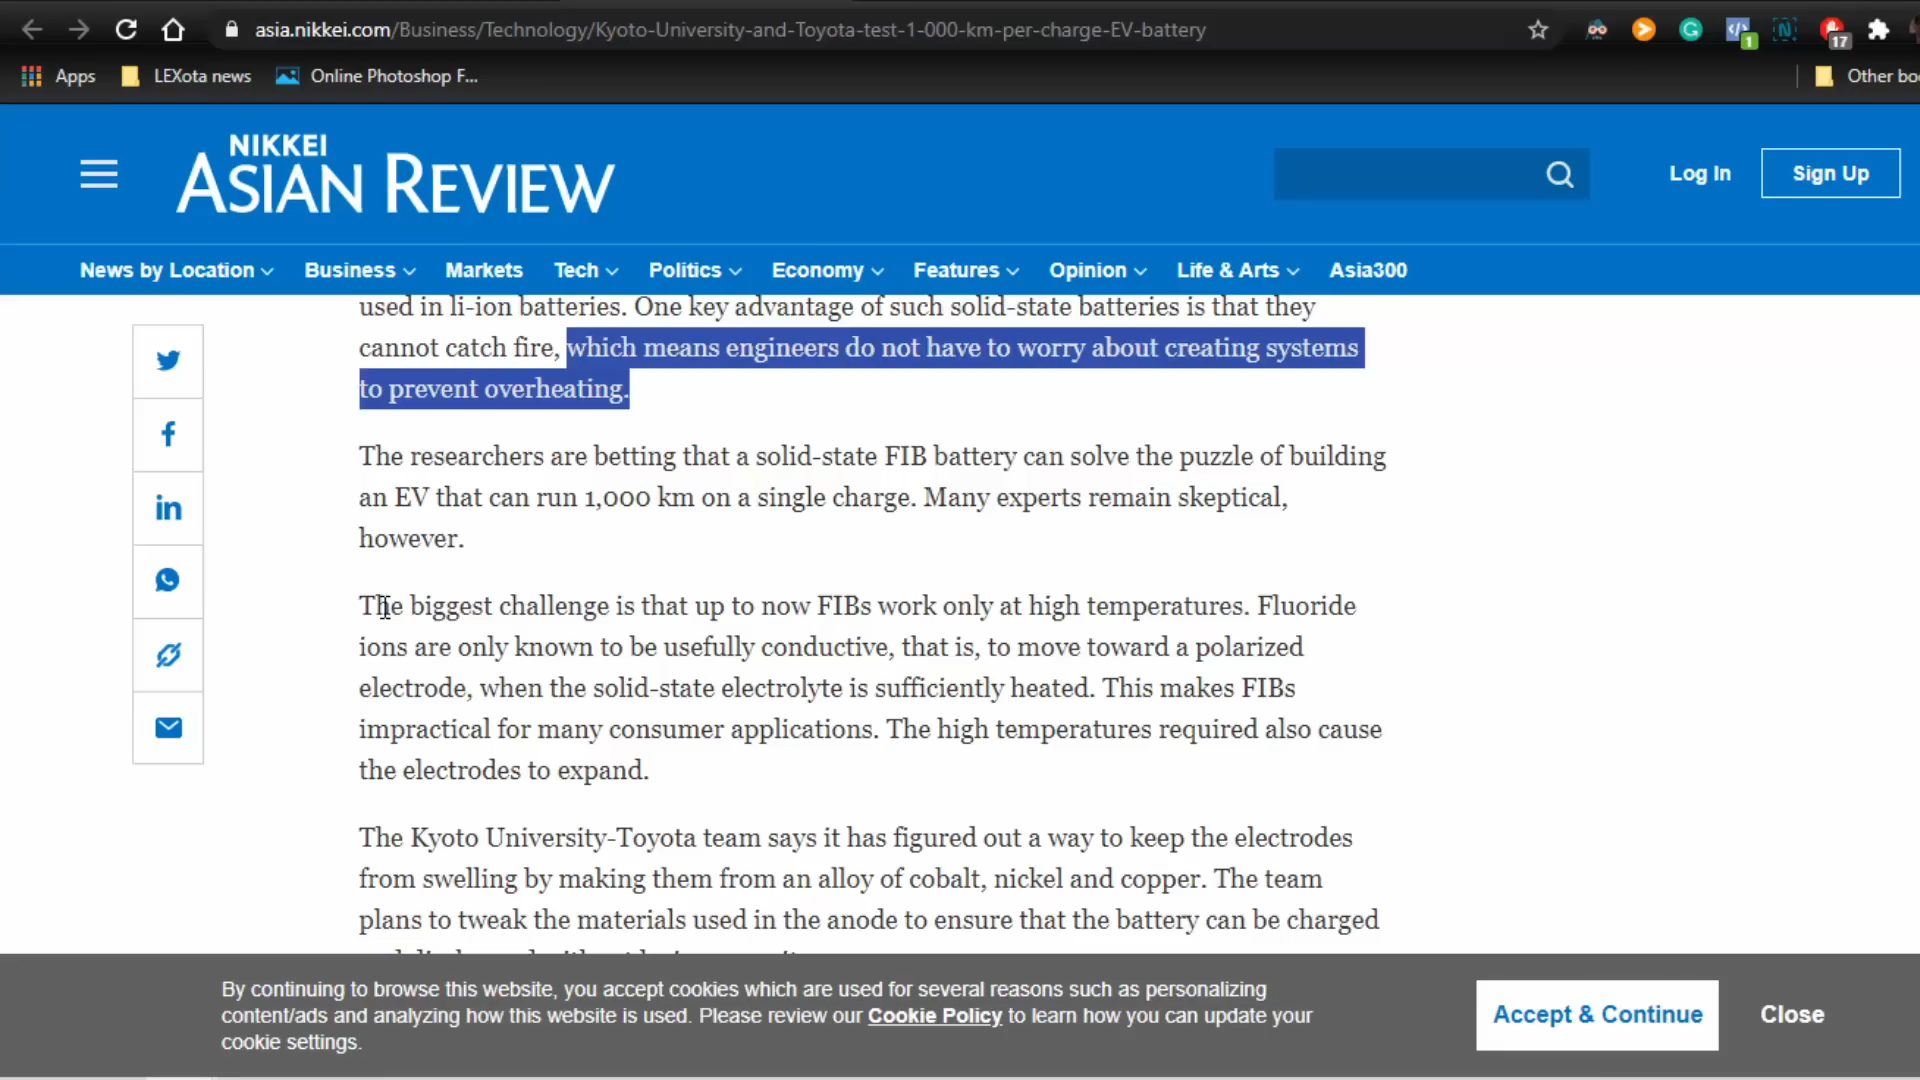 asia.nikkei.com/Business/Technology/Kyoto-University-and-Toyota-test-1-000-km-per-charge-EV-battery
1
17
Apps
LEXota news
Online Photoshop F...
Other bo
NIKKEI
ASIAN REVIEW
Log In
Sign Up
News by Location
Business
Markets
Tech
Politics
Economy
Features
Opinion
Life & Arts
Asia300
used in li-ion batteries. One key advantage of such solid-state batteries is that they
cannot catch fire, which means engineers do not have to worry about creating systems
to prevent overheating.
The researchers are betting that a solid-state FIB battery can solve the puzzle of building
an EV that can run 1,000 km on a single charge. Many experts remain skeptical,
however.
The biggest challenge is that up to now FIBs work only at high temperatures. Fluoride
ions are only known to be usefully conductive, that is, to move toward a polarized
electrode, when the solid-state electrolyte is sufficiently heated. This makes FIBs
impractical for many consumer applications. The high temperatures required also cause
the electrodes to expand.
The Kyoto University-Toyota team says it has figured out a way to keep the electrodes
from swelling by making them from an alloy of cobalt, nickel and copper. The team
plans to tweak the materials used in the anode to ensure that the battery can be charged
By continuing to browse this website, you accept cookies which are used for several reasons such as personalizing
content/ads and analyzing how this website is used. Please review our Cookie Policy to learn how you can update your
cookie settings.
Accept & Continue
Close